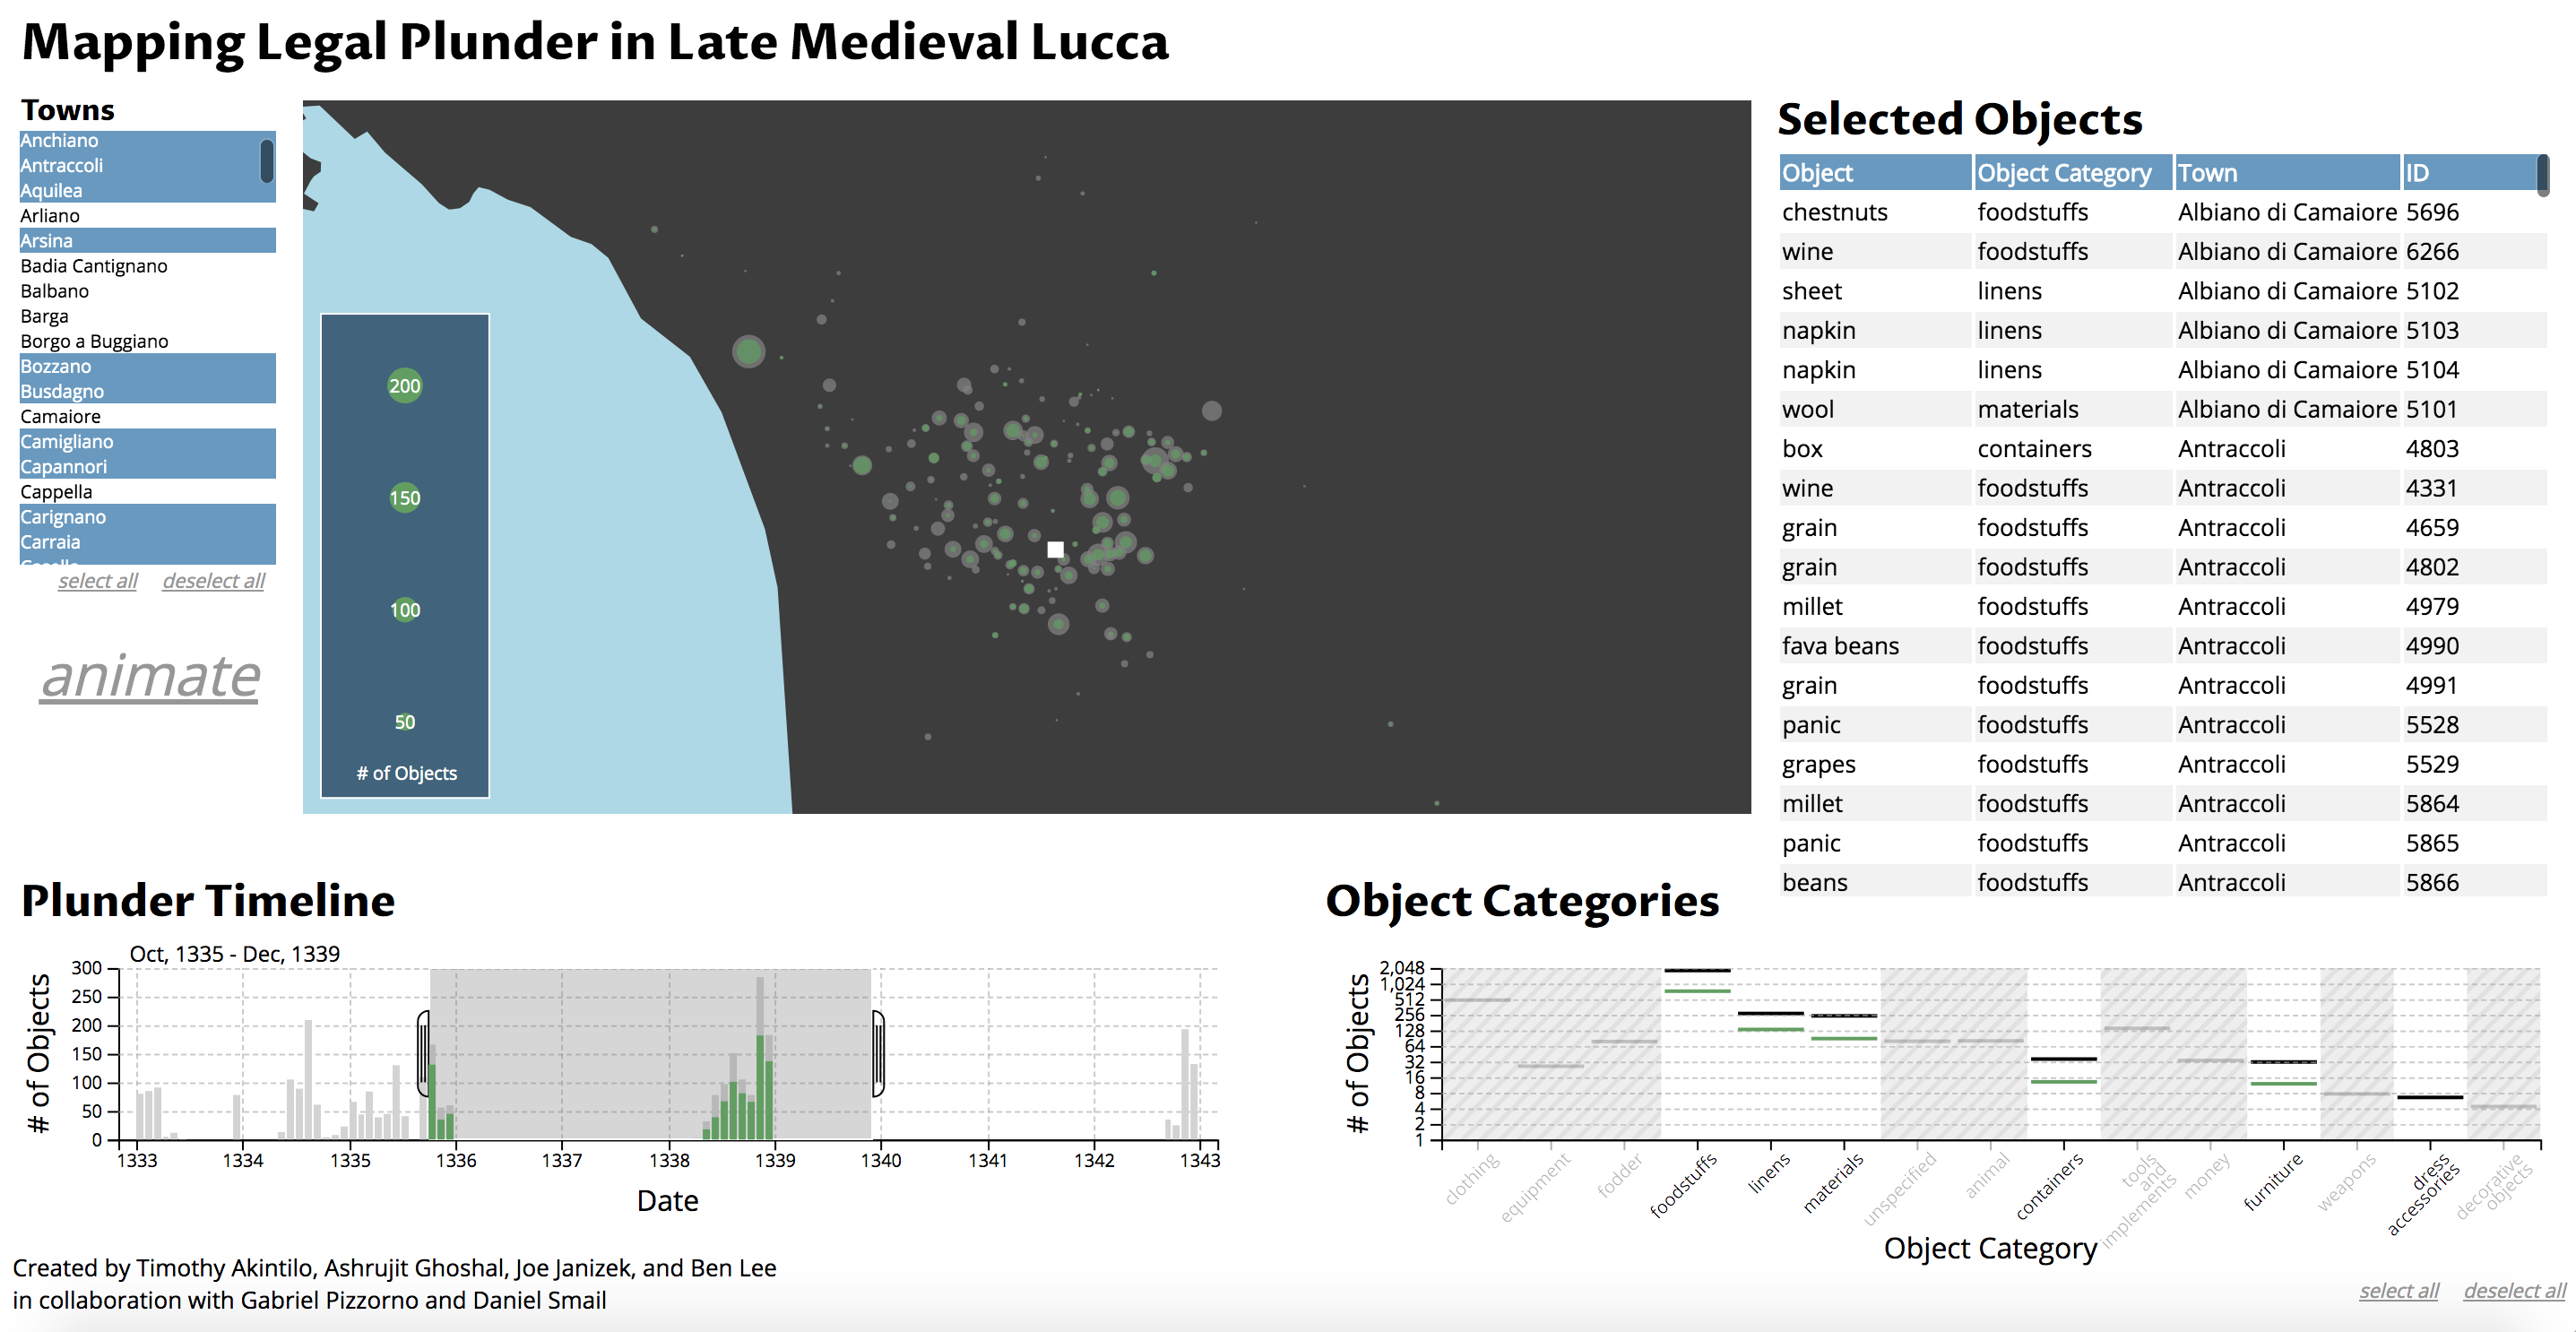 Mapping Legal Plunder in Late Medieval Lucca
Towns
Anchiano
Antraccoli
Aquilea
Arliano
Arsina
Badia Cantignano
Balbano
Barga
Borgo a Buggiano
Bozzano
Busdagno
Camaiore
Camigliano
Capannori
Cappella
Carignano
Carraia
select all deselect all
animate
200
150
100
50
# of Objects
Selected Objects
Object Object Category Town ID
chestnuts foodstuffs Albiano di Camaiore 5696
wine foodstuffs Albiano di Camaiore 6266
sheet linens Albiano di Camaiore 5102
napkin linens Albiano di Camaiore 5103
napkin linens Albiano di Camaiore 5104
wool materials Albiano di Camaiore 5101
box containers Antraccoli 4803
wine foodstuffs Antraccoli 4331
grain foodstuffs Antraccoli 4659
grain foodstuffs Antraccoli 4802
millet foodstuffs Antraccoli 4979
fava beans foodstuffs Antraccoli 4990
grain foodstuffs Antraccoli 4991
panic foodstuffs Antraccoli 5528
grapes foodstuffs Antraccoli 5529
millet foodstuffs Antraccoli 5864
panic foodstuffs Antraccoli 5865
beans foodstuffs Antraccoli 5866
Plunder Timeline
Oct, 1335 - Dec, 1339
# of Objects
300
250
200
150
100
50
0
1333 1334 1335 1336 1337 1338 1339 1340 1341 1342 1343
Date
Object Categories
# of Objects
2,048
1,024
512
256
128
64
32
16
8
4
2
1
clothing
equipment
fodder
foodstuffs
linens
materials
unspecified
animal
containers
tools
and
implements
money
furniture
weapons
dress
accessories
decorative
objects
Object Category
select all deselect all
Created by Timothy Akintilo, Ashrujit Ghoshal, Joe Janizek, and Ben Lee
in collaboration with Gabriel Pizzorno and Daniel Smail